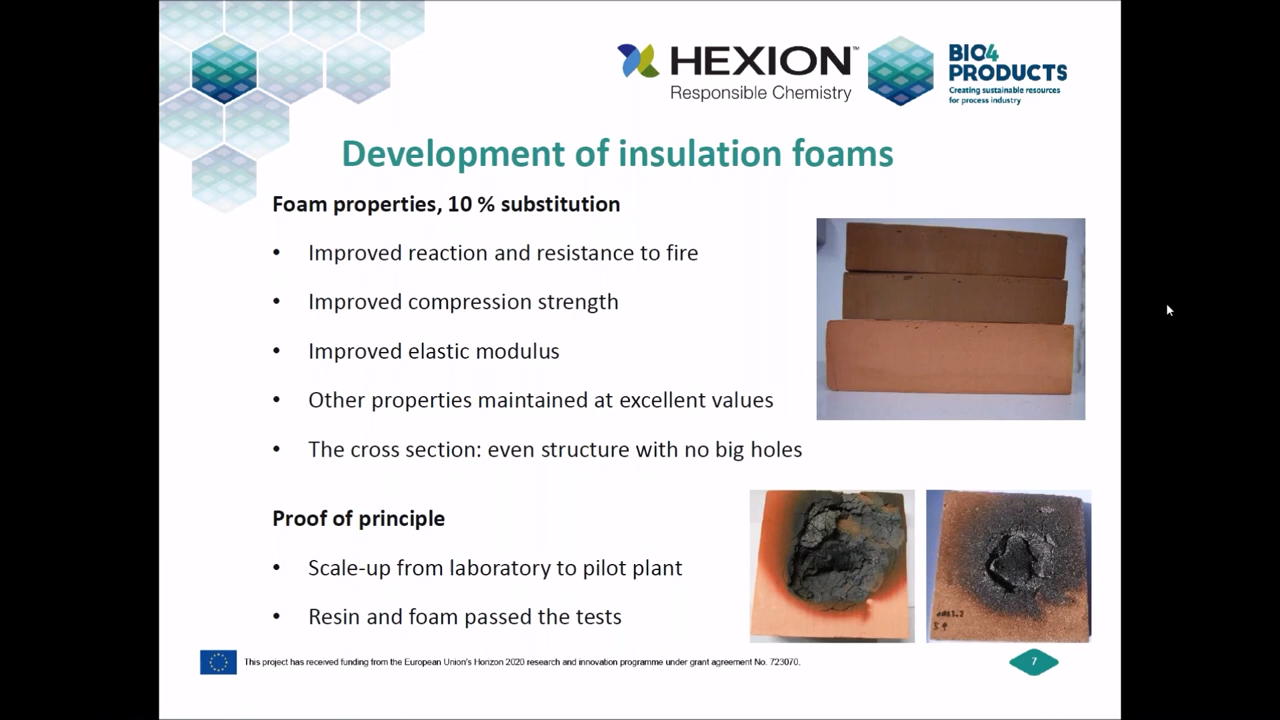 HEXION™
Responsible Chemistry
BIO4
PRODUCTS
Creating sustainable resources
for process industry
Development of insulation foams
Foam properties, 10 % substitution
• Improved reaction and resistance to fire
• Improved compression strength
• Improved elastic modulus
• Other properties maintained at excellent values
• The cross section: even structure with no big holes
Proof of principle
• Scale-up from laboratory to pilot plant
• Resin and foam passed the tests
This project has received funding from the European Union's Horizon 2020 research and innovation programme under grant agreement No. 723070.
7